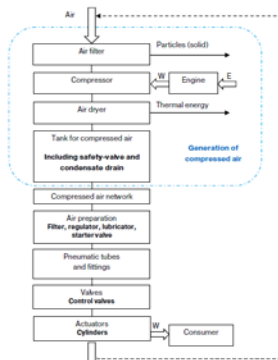 Air
Air filter
Particles (solid)
Compressor
W
Engine
E
Air dryer
Thermal energy
Tank for compressed air
Including safety-valve and
condensate drain
Generation of
compressed air
Compressed air network
Air preparation
Filter, regulator, lubricator,
starter valve
Pneumatic tubes
and fittings
Valves
Control valves
Actuators
Cylinders
W
Consumer